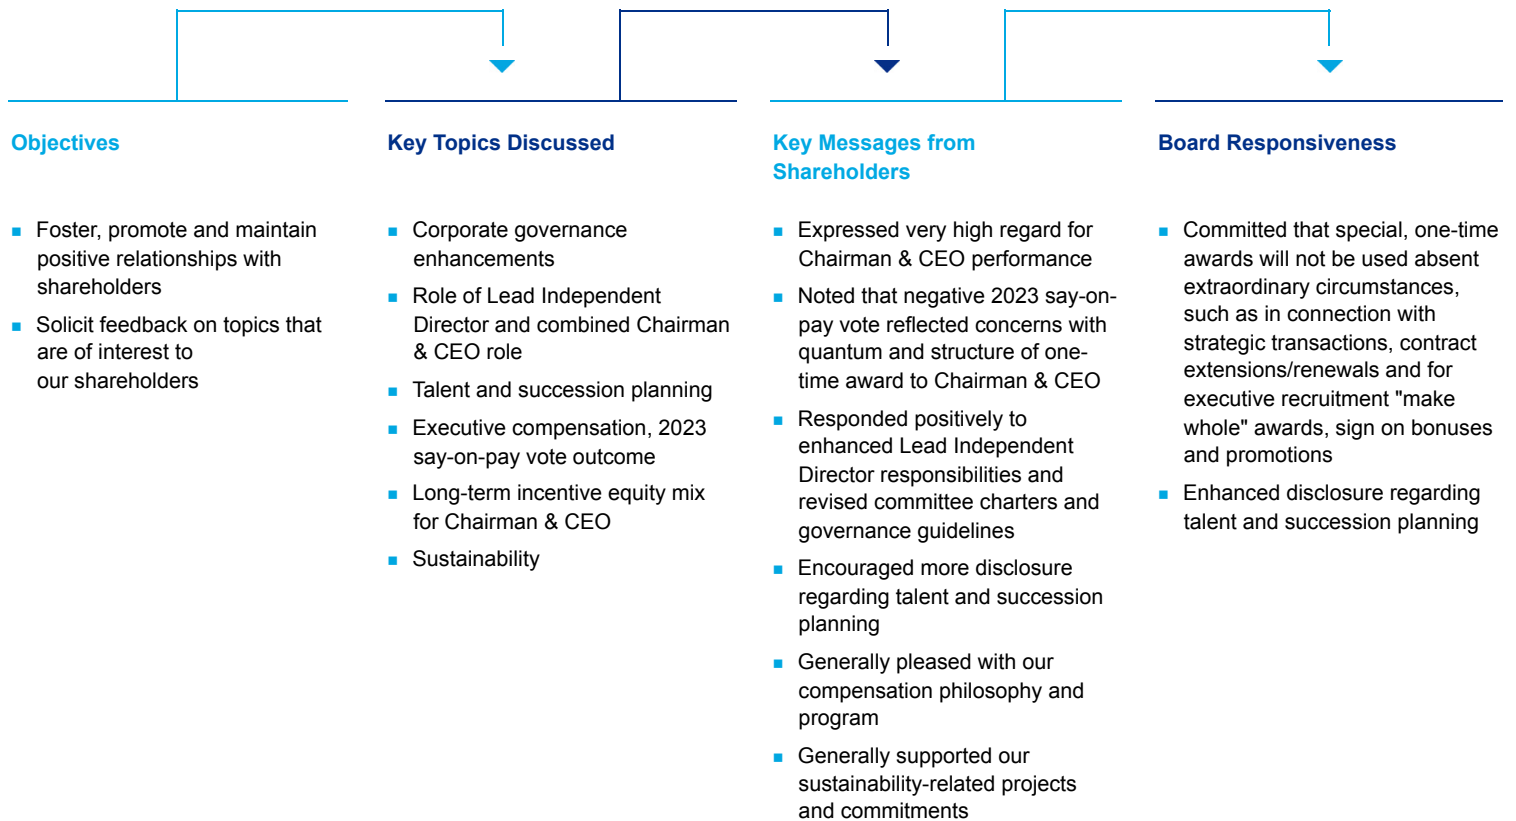 Objectives
Foster, promote and maintain
positive relationships with
shareholders
Solicit feedback on topics that
are of interest to
our shareholders
Key Topics Discussed
Corporate governance
enhancements
Role of Lead Independent
Director and combined Chairman
& CEO role
Talent and succession planning
Executive compensation, 2023
say-on-pay vote outcome
Long-term incentive equity mix
for Chairman & CEO
Sustainability
Key Messages from
Shareholders
Expressed very high regard for
Chairman & CEO performance
Noted that negative 2023 say-on-
pay vote reflected concerns with
quantum and structure of one-
time award to Chairman & CEO
Responded positively to
enhanced Lead Independent
Director responsibilities and
revised committee charters and
governance guidelines
Encouraged more disclosure
regarding talent and succession
planning
Generally pleased with our
compensation philosophy and
program
Generally supported our
sustainability-related projects
and commitments
Board Responsiveness
Committed that special, one-time
awards will not be used absent
extraordinary circumstances,
such as in connection with
strategic transactions, contract
extensions/renewals and for
executive recruitment "make
whole" awards, sign on bonuses
and promotions
Enhanced disclosure regarding
talent and succession planning